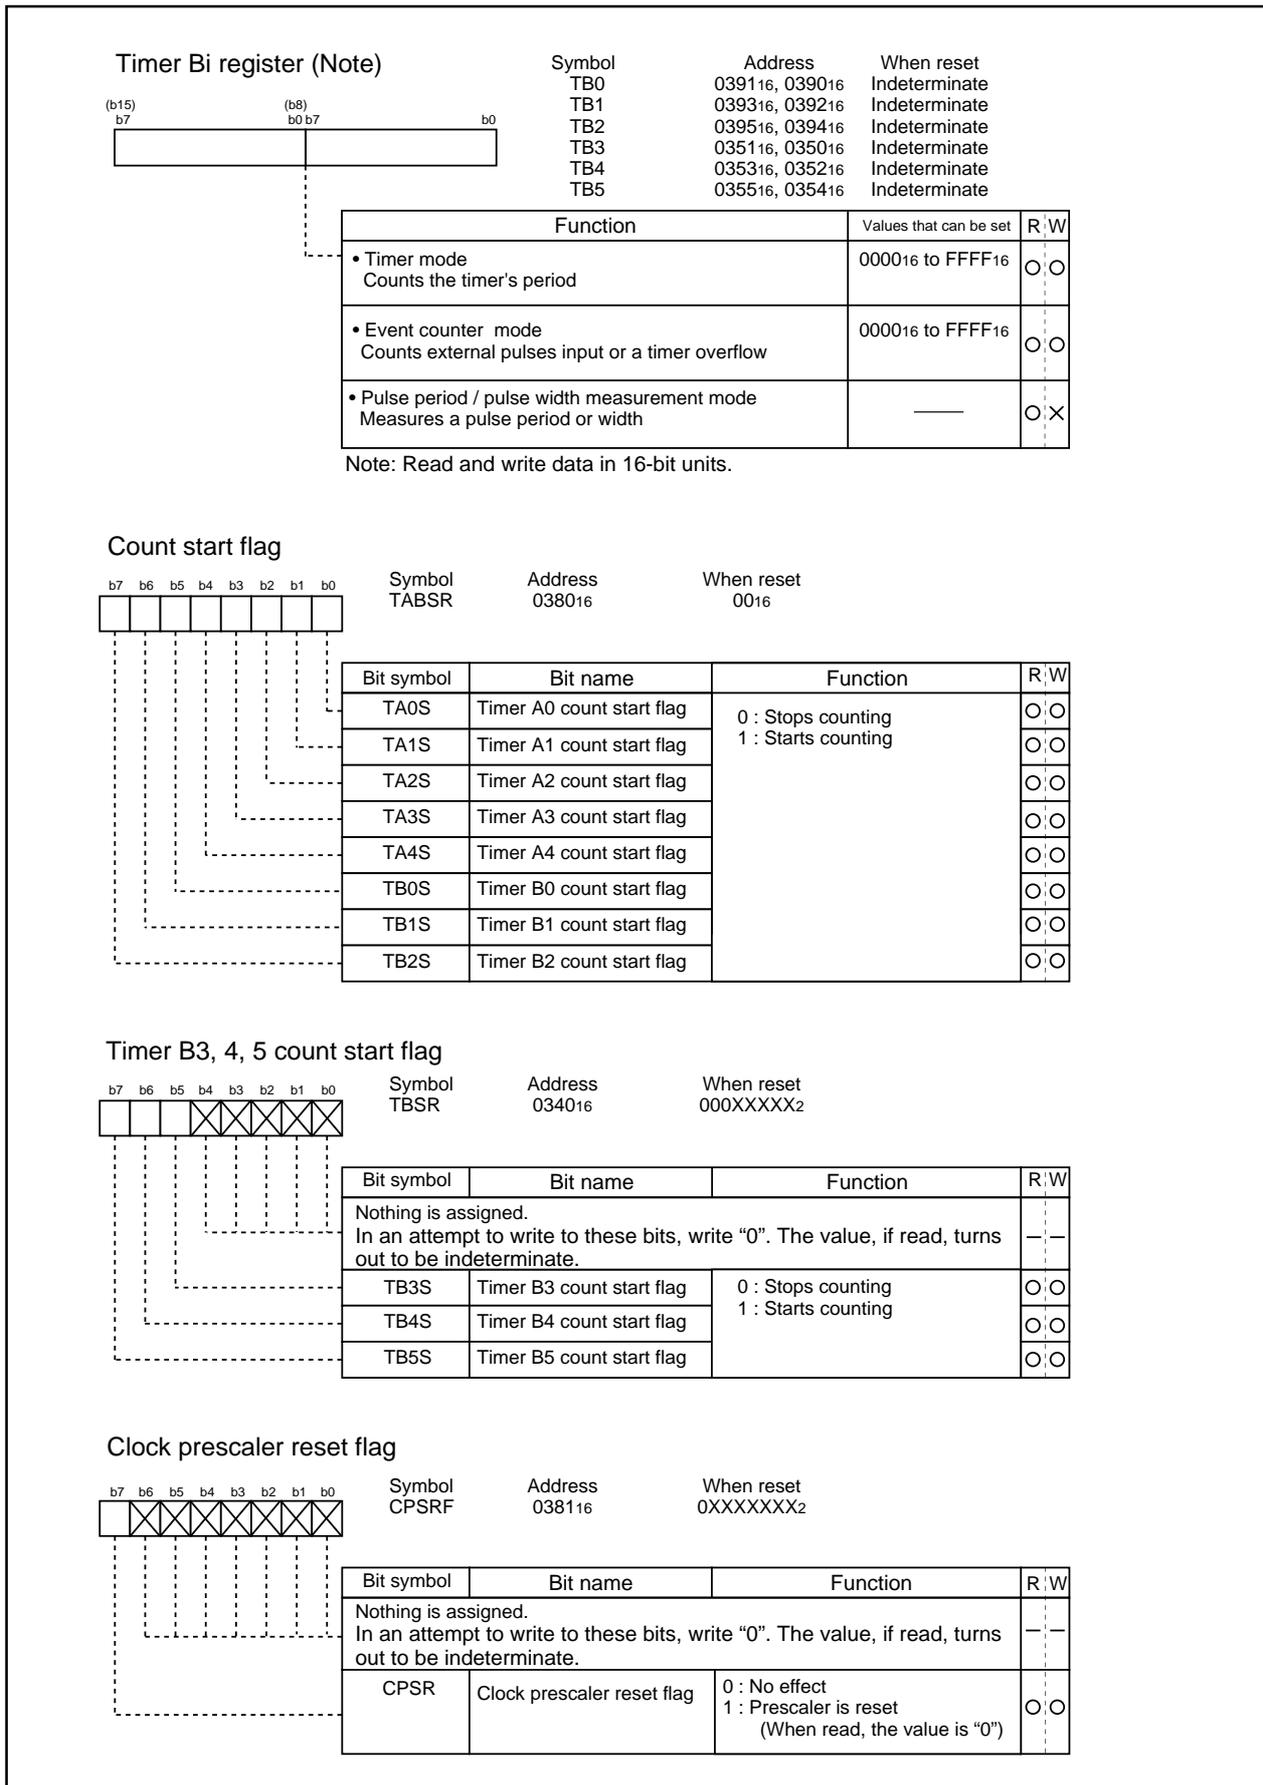 Timer Bi register (Note)
Symbol Address When reset
TB0 039116, 039016 Indeterminate
TB1 039316, 039216 Indeterminate
TB2 039516, 039416 Indeterminate
TB3 035116, 035016 Indeterminate
TB4 035316, 035216 Indeterminate
TB5 035516, 035416 Indeterminate
(b15) (b8)
b7 b0 b7 b0
Function Values that can be set R W
• Timer mode 000016 to FFFF16
Counts the timer's period
• Event counter mode 000016 to FFFF16
Counts external pulses input or a timer overflow
• Pulse period / pulse width measurement mode
Measures a pulse period or width
Note: Read and write data in 16-bit units.
Count start flag
b7 b6 b5 b4 b3 b2 b1 b0
Symbol Address When reset
TABSR 038016 0016
Bit symbol Bit name Function R W
TA0S Timer A0 count start flag 0 : Stops counting
1 : Starts counting
TA1S Timer A1 count start flag
TA2S Timer A2 count start flag
TA3S Timer A3 count start flag
TA4S Timer A4 count start flag
TB0S Timer B0 count start flag
TB1S Timer B1 count start flag
TB2S Timer B2 count start flag
Timer B3, 4, 5 count start flag
b7 b6 b5 b4 b3 b2 b1 b0
Symbol Address When reset
TBSR 034016 000XXXXX2
Bit symbol Bit name Function R W
Nothing is assigned.
In an attempt to write to these bits, write “0”. The value, if read, turns
out to be indeterminate.
TB3S Timer B3 count start flag 0 : Stops counting
1 : Starts counting
TB4S Timer B4 count start flag
TB5S Timer B5 count start flag
Clock prescaler reset flag
b7 b6 b5 b4 b3 b2 b1 b0
Symbol Address When reset
CPSRF 038116 0XXXXXXX2
Bit symbol Bit name Function R W
Nothing is assigned.
In an attempt to write to these bits, write “0”. The value, if read, turns
out to be indeterminate.
CPSR Clock prescaler reset flag 0 : No effect
1 : Prescaler is reset
(When read, the value is “0”)